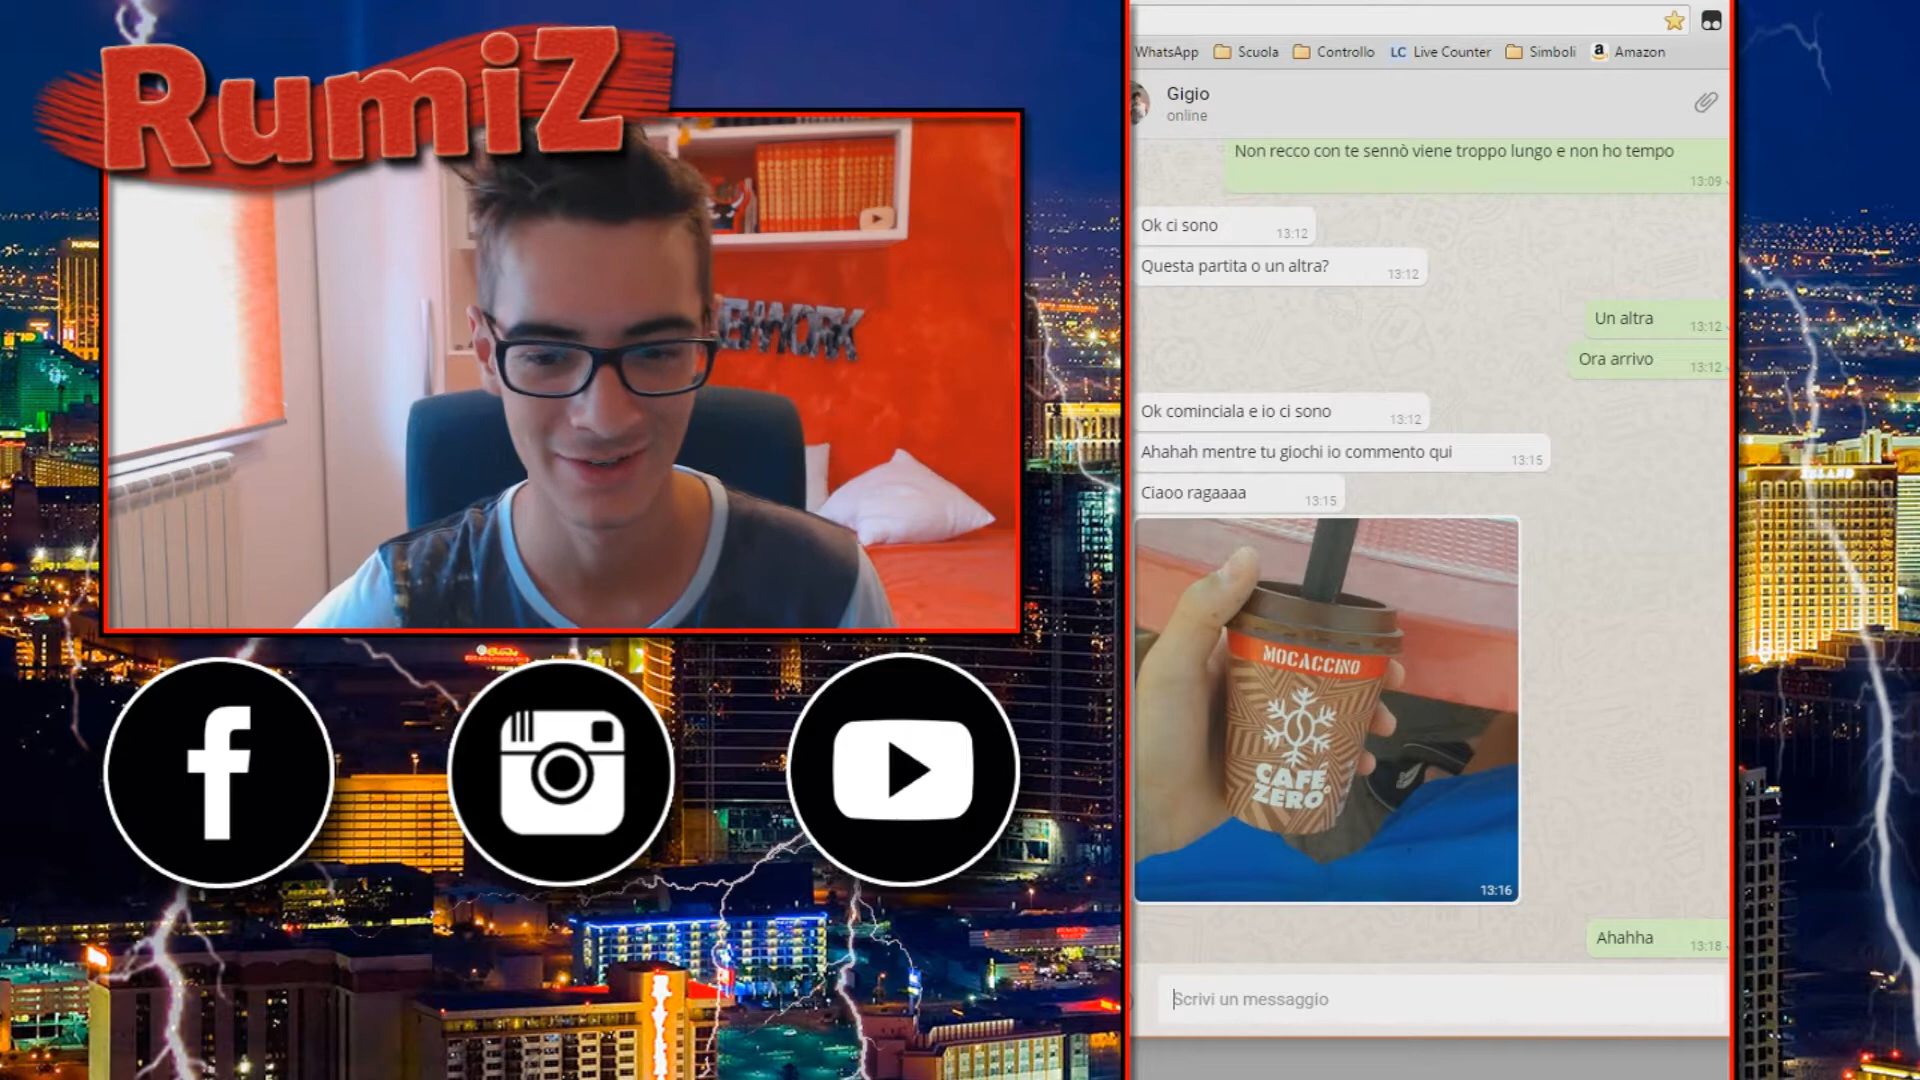 RumiZ
WhatsApp Scuola Controllo LC Live Counter Simboli a Amazon
Gigio
online
Non recco con te sennò viene troppo lungo e non ho tempo
13:09
Ok ci sono
13:12
Questa partita o un altra?
13:12
Un altra
13:12
Ora arrivo
13:12
Ok cominciala e io ci sono
13:12
Ahahah mentre tu giochi io commento qui
13:15
Ciaoo ragaaaa
13:15
MOCACCINO
CAFÉ
ZERO
13:16
Ahahha
13:18
Scrivi un messaggio